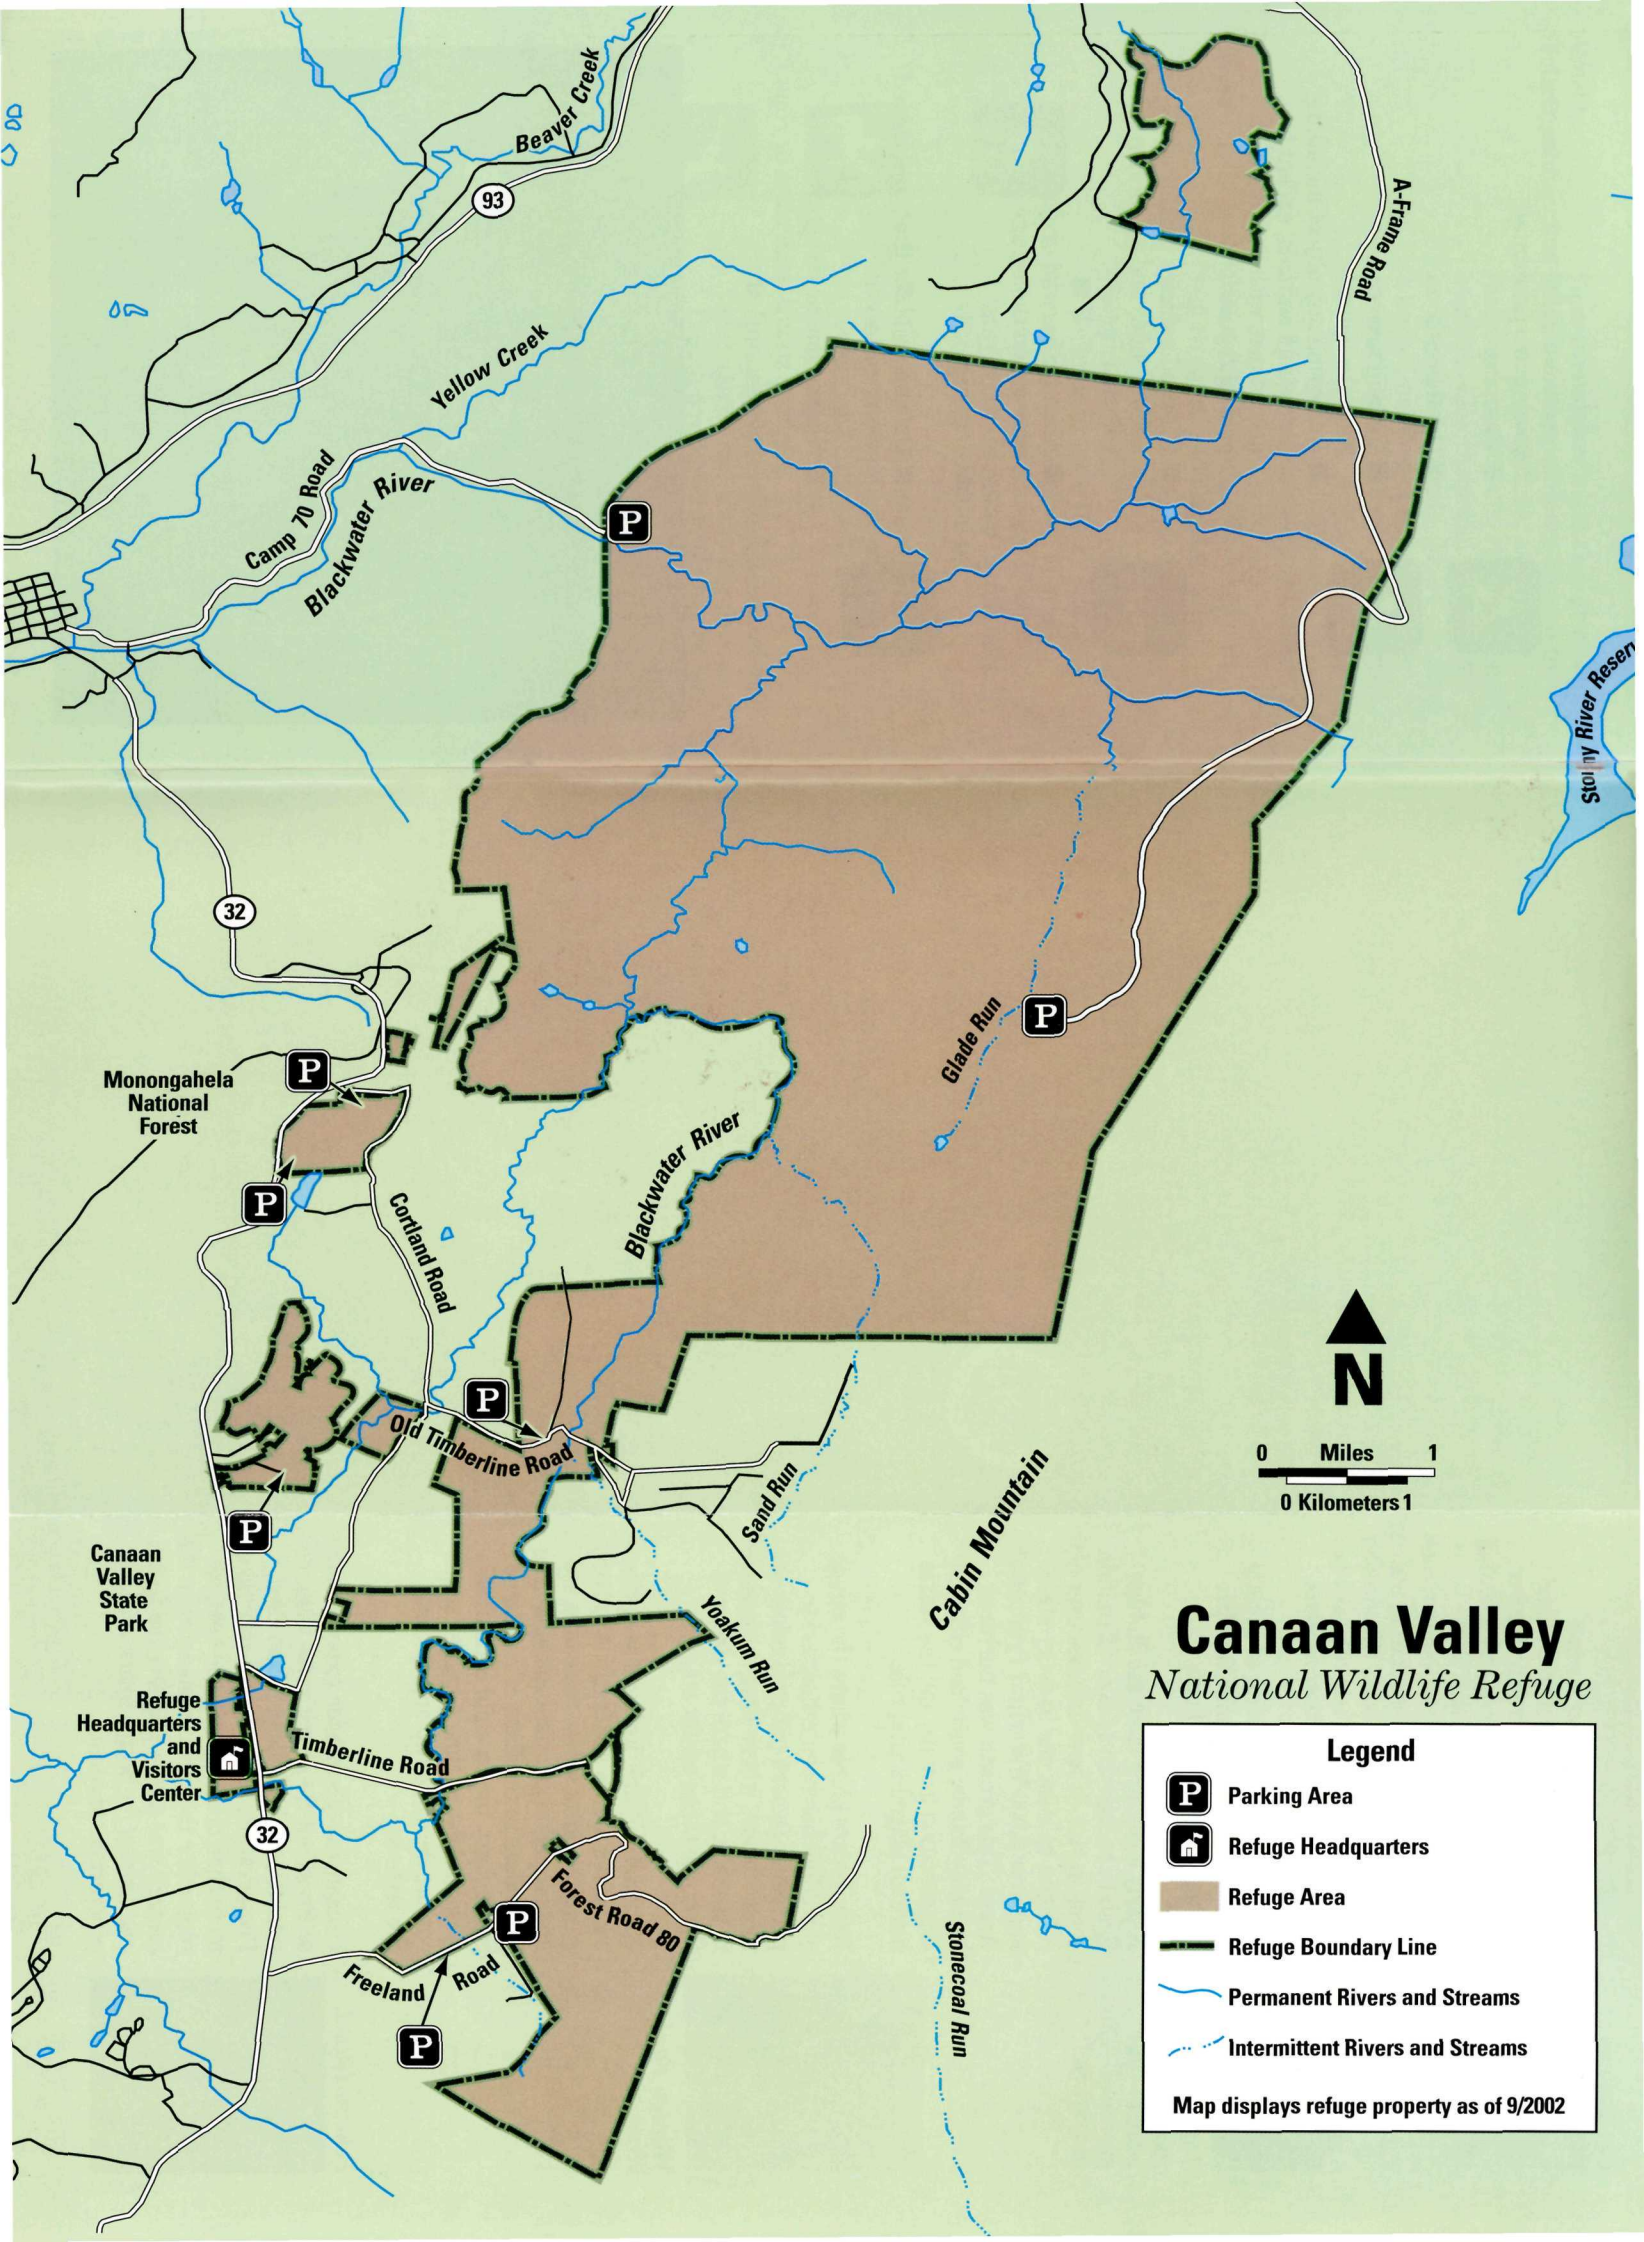 Beaver Creek
93
A-Frame Road
Yellow Creek
Camp 70 Road
Blackwater River
P
Stony River Reser
32
Glade Run
P
P
Monongahela
National
Forest
P
Blackwater River
Cortland Road
N
P
Old Timberline Road
0 Miles 1
0 Kilometers 1
Sand Run
Cabin Mountain
P
Canaan
Valley
State
Park
Yoakum Run
Canaan Valley
National Wildlife Refuge
Refuge
Headquarters
and
Visitors
Center
Timberline Road
32
Forest Road 80
P
Freeland Road
P
Stonecoal Run
Legend
P Parking Area
Refuge Headquarters
Refuge Area
Refuge Boundary Line
Permanent Rivers and Streams
Intermittent Rivers and Streams
Map displays refuge property as of 9/2002